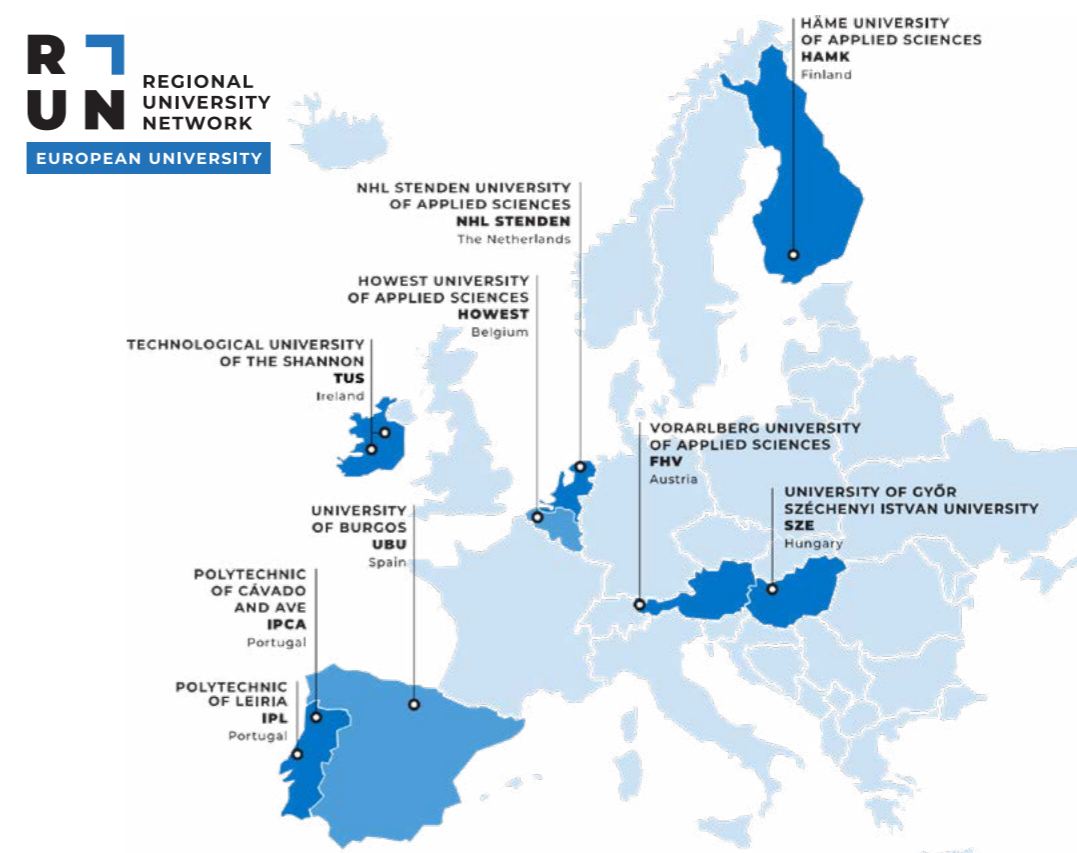 R
UN
REGIONAL
UNIVERSITY
NETWORK
EUROPEAN UNIVERSITY
HÄME UNIVERSITY
OF APPLIED SCIENCES
HAMK
Finland
NHL STENDEN UNIVERSITY
OF APPLIED SCIENCES
NHL STENDEN
The Netherlands
HOWEST UNIVERSITY
OF APPLIED SCIENCES
HOWEST
Belgium
TECHNOLOGICAL UNIVERSITY
OF THE SHANNON
TUS
Ireland
VORARLBERG UNIVERSITY
OF APPLIED SCIENCES
FHV
Austria
UNIVERSITY OF GYŐR
SZÉCHENYI ISTVAN UNIVERSITY
SZE
Hungary
UNIVERSITY
OF BURGOS
UBU
Spain
POLYTECHNIC
OF CÁVADO
AND AVE
IPCA
Portugal
POLYTECHNIC
OF LEIRIA
IPL
Portugal